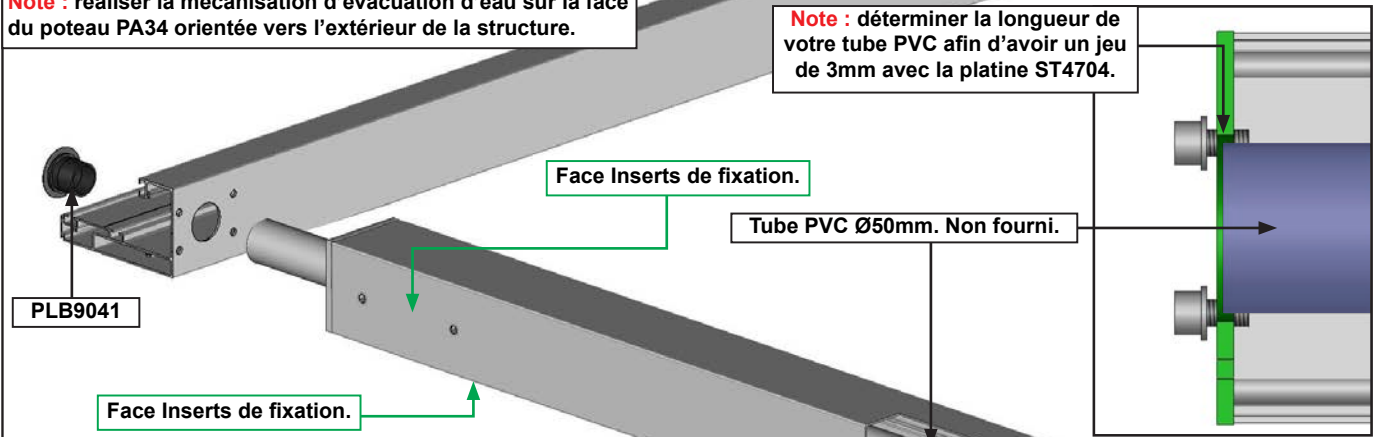 Note : réaliser la mécanisation d'évacuation d'eau sur la face
du poteau PA34 orientée vers l'extérieur de la structure.
Note : déterminer la longueur de
votre tube PVC afin d'avoir un jeu
de 3mm avec la platine ST4704.
Face Inserts de fixation.
Tube PVC Ø50mm. Non fourni.
PLB9041
Face Inserts de fixation.